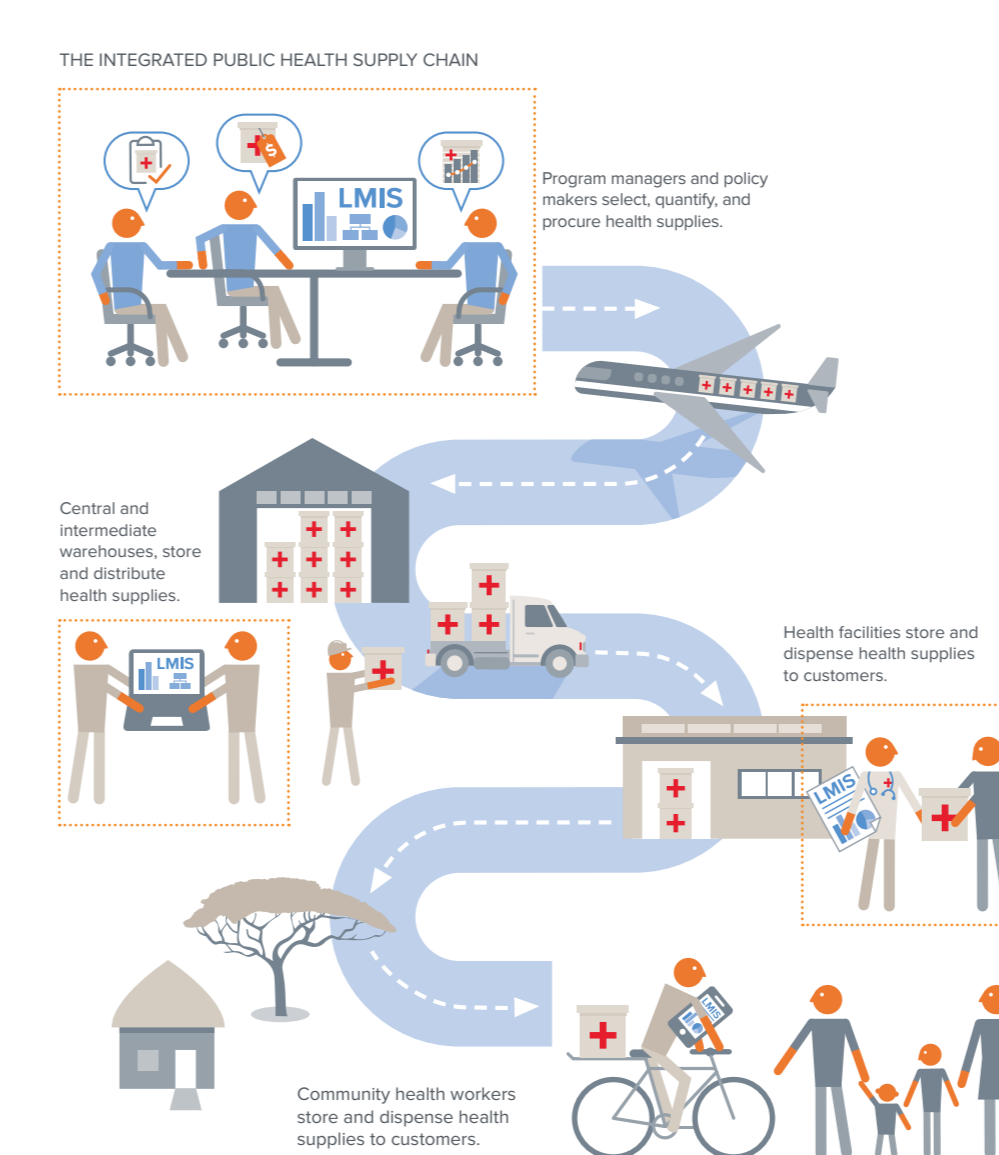 THE INTEGRATED PUBLIC HEALTH SUPPLY CHAIN
$
LMIS
Program managers and policy
makers select, quantify, and
procure health supplies.
Central and
intermediate
warehouses, store
and distribute
health supplies.
LMIS
Health facilities store and
dispense health supplies
to customers.
LMIS
LMIS
Community health workers
store and dispense health
supplies to customers.